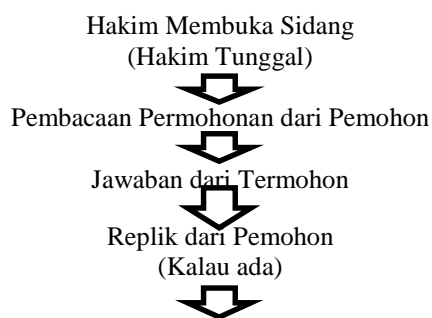 Hakim Membuka Sidang
(Hakim Tunggal)
Pembacaan Permohonan dari Pemohon
Jawaban dari Termohon
Replik dari Pemohon
(Kalau ada)